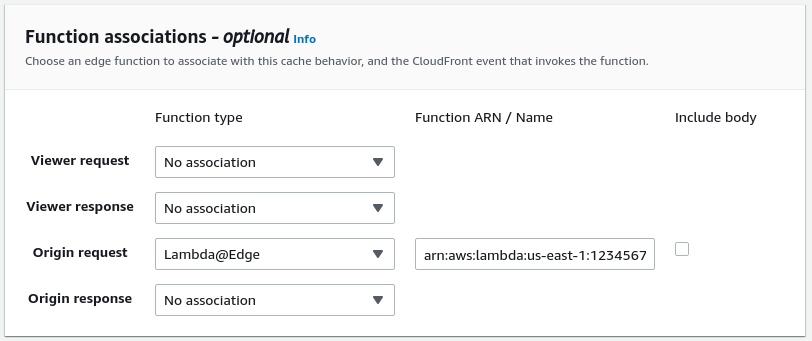 Function associations - optional Info
Choose an edge function to associate with this cache behavior, and the CloudFront event that invokes the function.
Function type Function ARN / Name Include body
Viewer request No association
Viewer response No association
Origin request Lambda@Edge arn:aws:lambda:us-east-1:1234567
Origin response No association